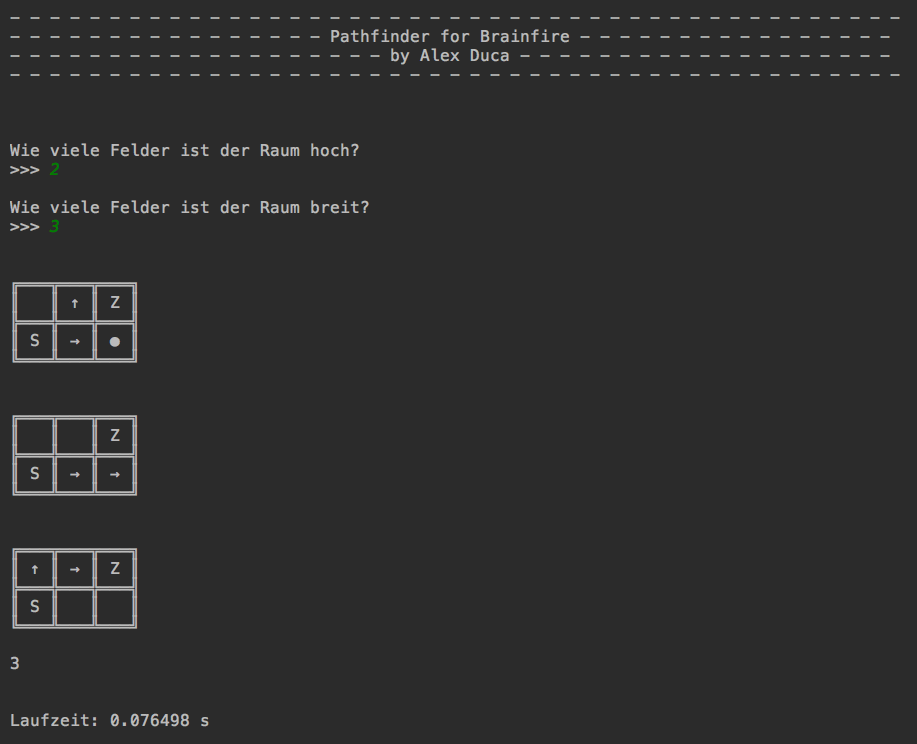 – – – – – – – – – – – – – – – – – – – – – – – – – – – – – – – – – – – – – – – – – – – – –
– – – – – – – – – – – – – – – – Pathfinder for Brainfire – – – – – – – – – – – – – – – –
– – – – – – – – – – – – – – – – – – – by Alex Duca – – – – – – – – – – – – – – – – – – –
– – – – – – – – – – – – – – – – – – – – – – – – – – – – – – – – – – – – – – – – – – – – –
Wie viele Felder ist der Raum hoch?
>>> 2
Wie viele Felder ist der Raum breit?
>>> 3
↑ Z
S → ●
Z
S → →
↑ → Z
S
3
Laufzeit: 0.076498 s